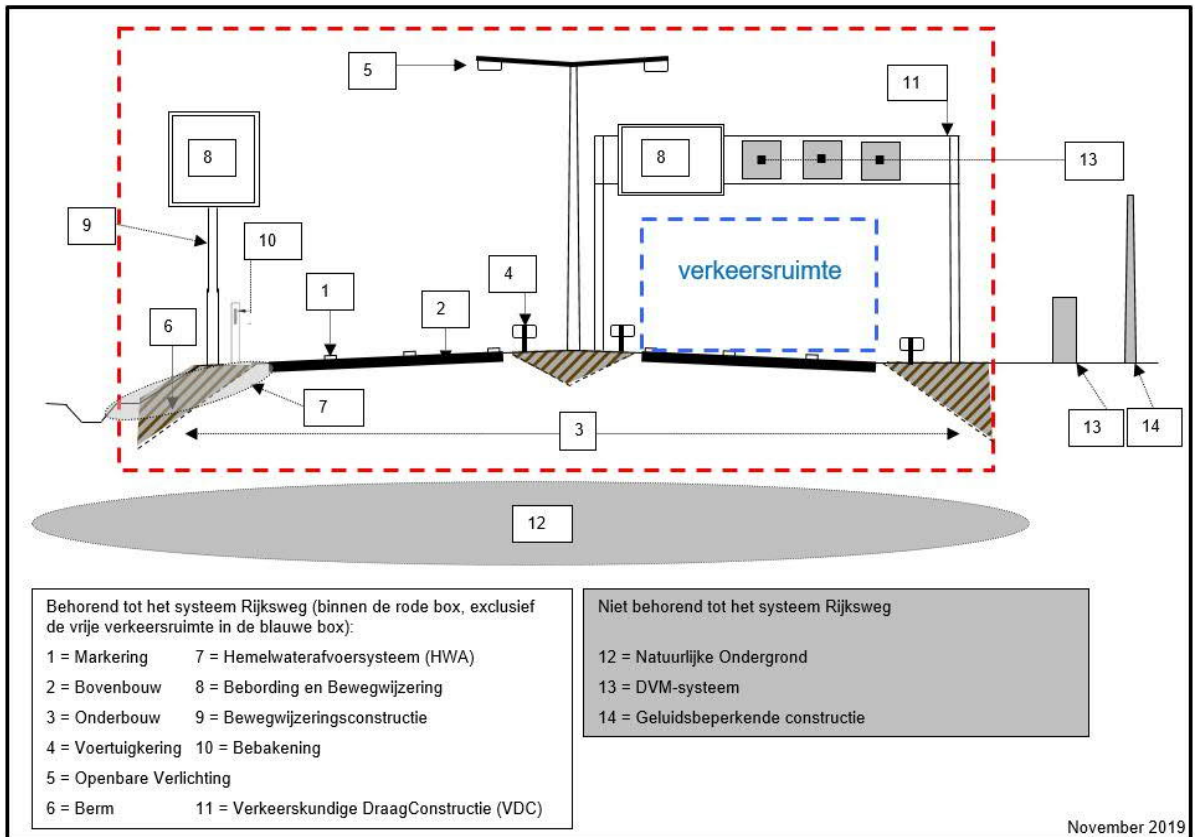 5
11
8
8
13
9
10
verkeersruimte
4
1
2
6
7
3
13
14
12
Behorend tot het systeem Rijksweg (binnen de rode box, exclusief
de vrije verkeersruimte in de blauwe box):
1 = Markering 7 = Hemelwaterafvoersysteem (HWA)
2 = Bovenbouw 8 = Bebording en Bewegwijzering
3 = Onderbouw 9 = Bewegwijzeringsconstructie
4 = Voertuigkering 10 = Bebakening
5 = Openbare Verlichting
6 = Berm 11 = Verkeerskundige DraagConstructie (VDC)
Niet behorend tot het systeem Rijksweg
12 = Natuurlijke Ondergrond
13 = DVM-systeem
14 = Geluidsbeperkende constructie
November 2019